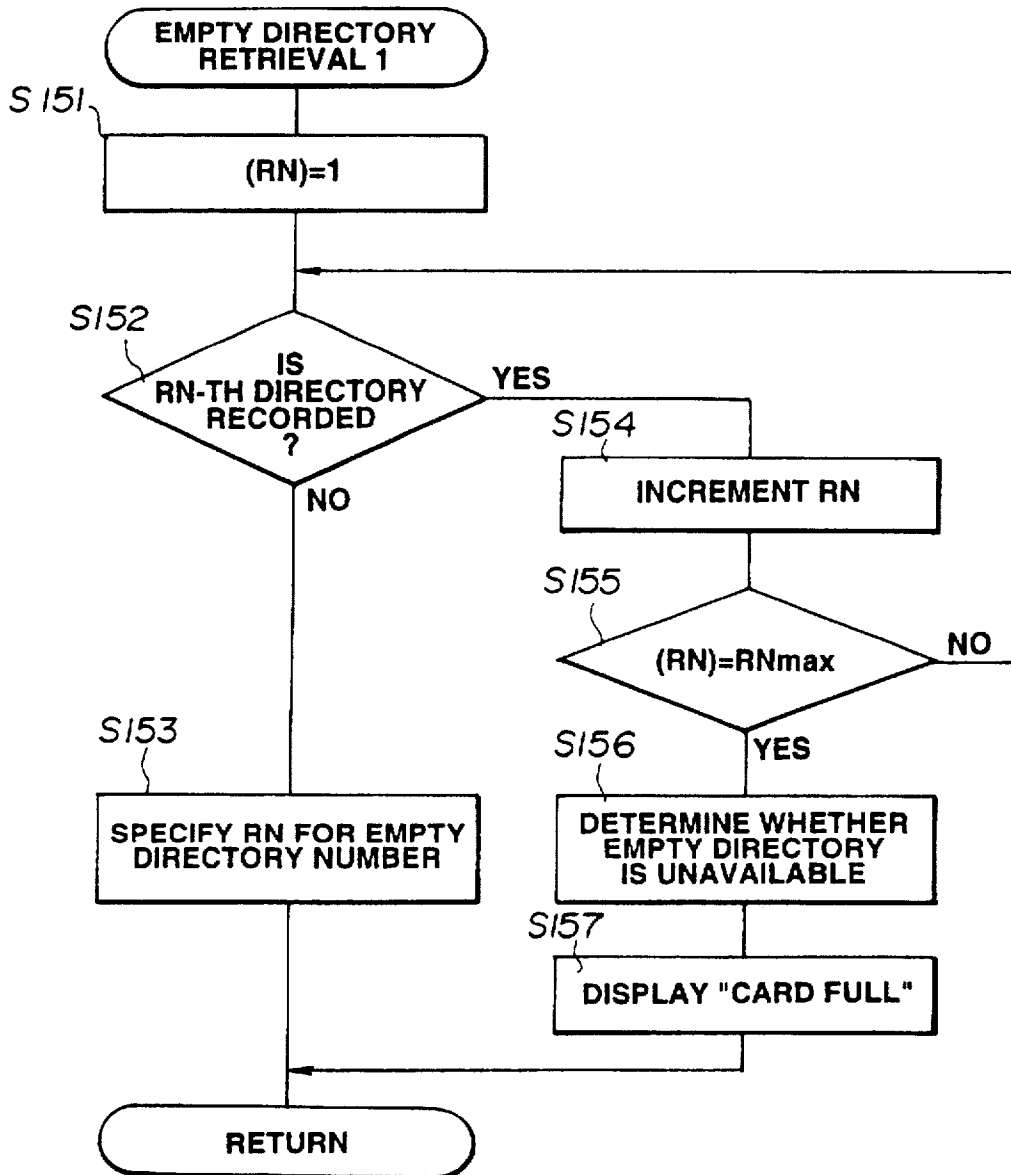 EMPTY DIRECTORY
RETRIEVAL 1
S151
(RN)=1
S152
IS
RN-TH DIRECTORY
RECORDED
?
YES
NO
S154
INCREMENT RN
S155
(RN)=RNmax
NO
YES
S153
SPECIFY RN FOR EMPTY
DIRECTORY NUMBER
S156
DETERMINE WHETHER
EMPTY DIRECTORY
IS UNAVAILABLE
S157
DISPLAY "CARD FULL"
RETURN